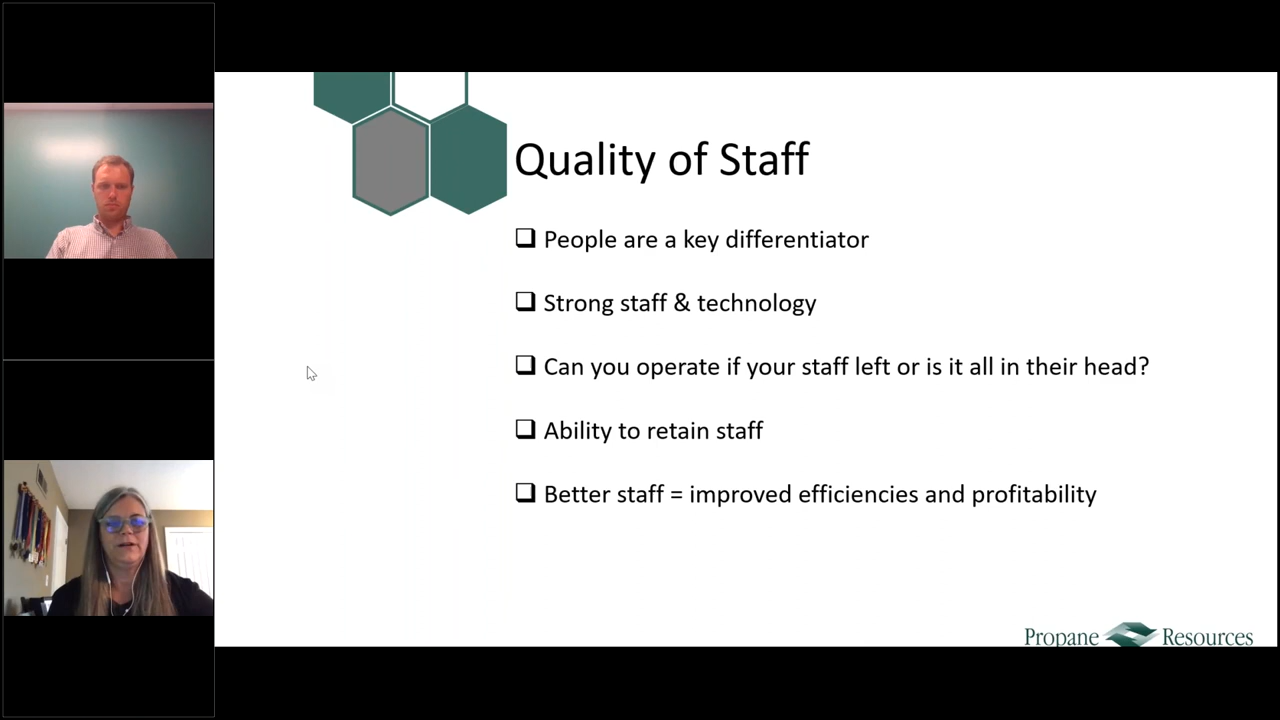 Quality of Staff
People are a key differentiator
Strong staff & technology
Can you operate if your staff left or is it all in their head?
Ability to retain staff
Better staff = improved efficiencies and profitability
Propane Resources